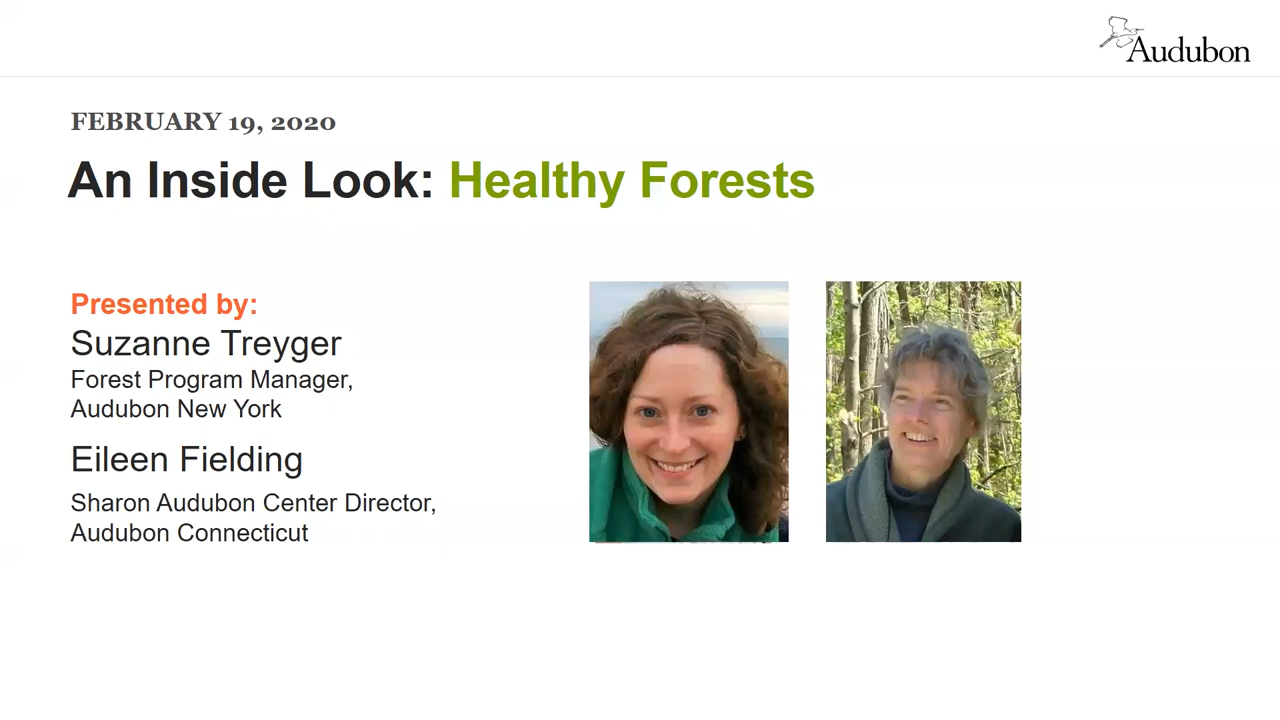 Audubon
FEBRUARY 19, 2020
An Inside Look: Healthy Forests
Presented by:
Suzanne Treyger
Forest Program Manager,
Audubon New York
Eileen Fielding
Sharon Audubon Center Director,
Audubon Connecticut